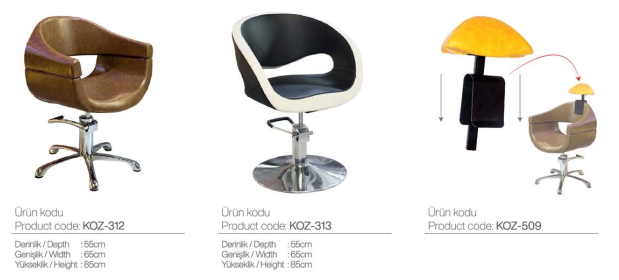 Ürün kodu
Product code: KOZ-312
Derinlik / Depth : 55cm
Genişlik / Width : 65cm
Yükseklik / Height : 85cm
Ürün kodu
Product code: KOZ-313
Derinlik / Depth : 55cm
Genişlik / Width : 65cm
Yükseklik / Height : 85cm
Ürün kodu
Product code: KOZ-509